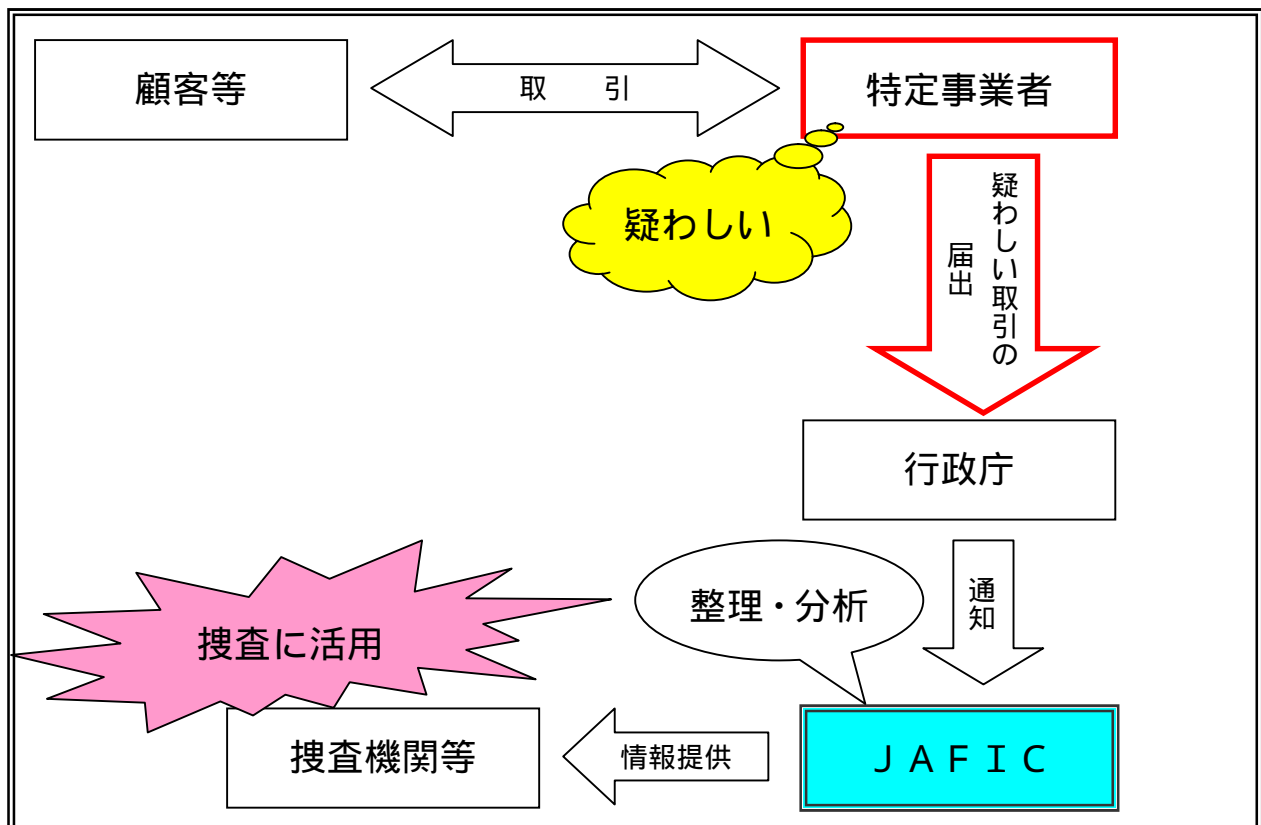 顧客等
取　引
特定事業者
疑わしい
疑わしい取引の
届出
行政庁
通知
整理・分析
捜査に活用
捜査機関等
情報提供
ＪＡＦＩＣ